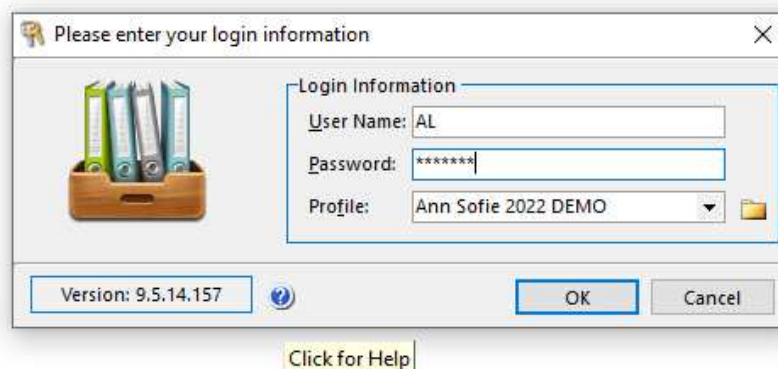 Please enter your login information
Login Information
User Name: AL
Password: *******
Profile: Ann Sofie 2022 DEMO
Version: 9.5.14.157
OK Cancel
Click for Help